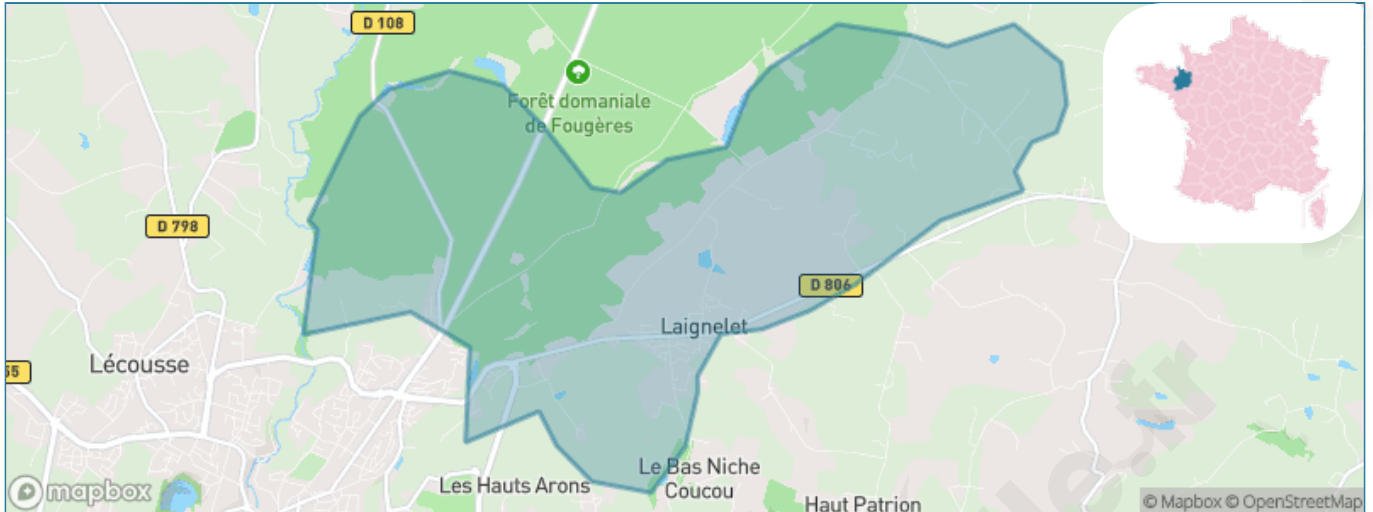 D 108
Forêt domaniale
de Fougères
D 798
D 806
Laignelet
Lécousse
55
Le Bas Niche
Coucou
Les Hauts Arons
Haut Patrion
mapbox
© Mapbox © OpenStreetMap